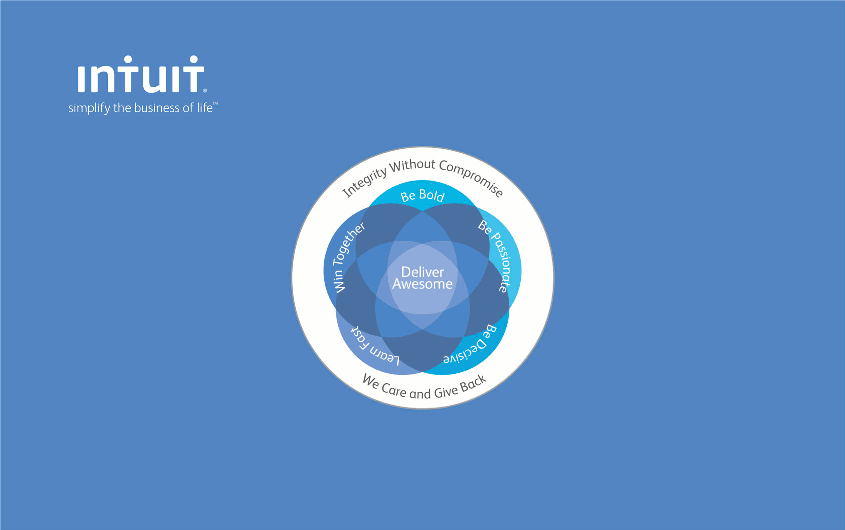 intuit®
simplify the business of life™
Integrity Without Compromise
Be Bold
Win Together
Be Passionate
Deliver
Awesome
Learn Fast
Be Decisive
We Care and Give Back